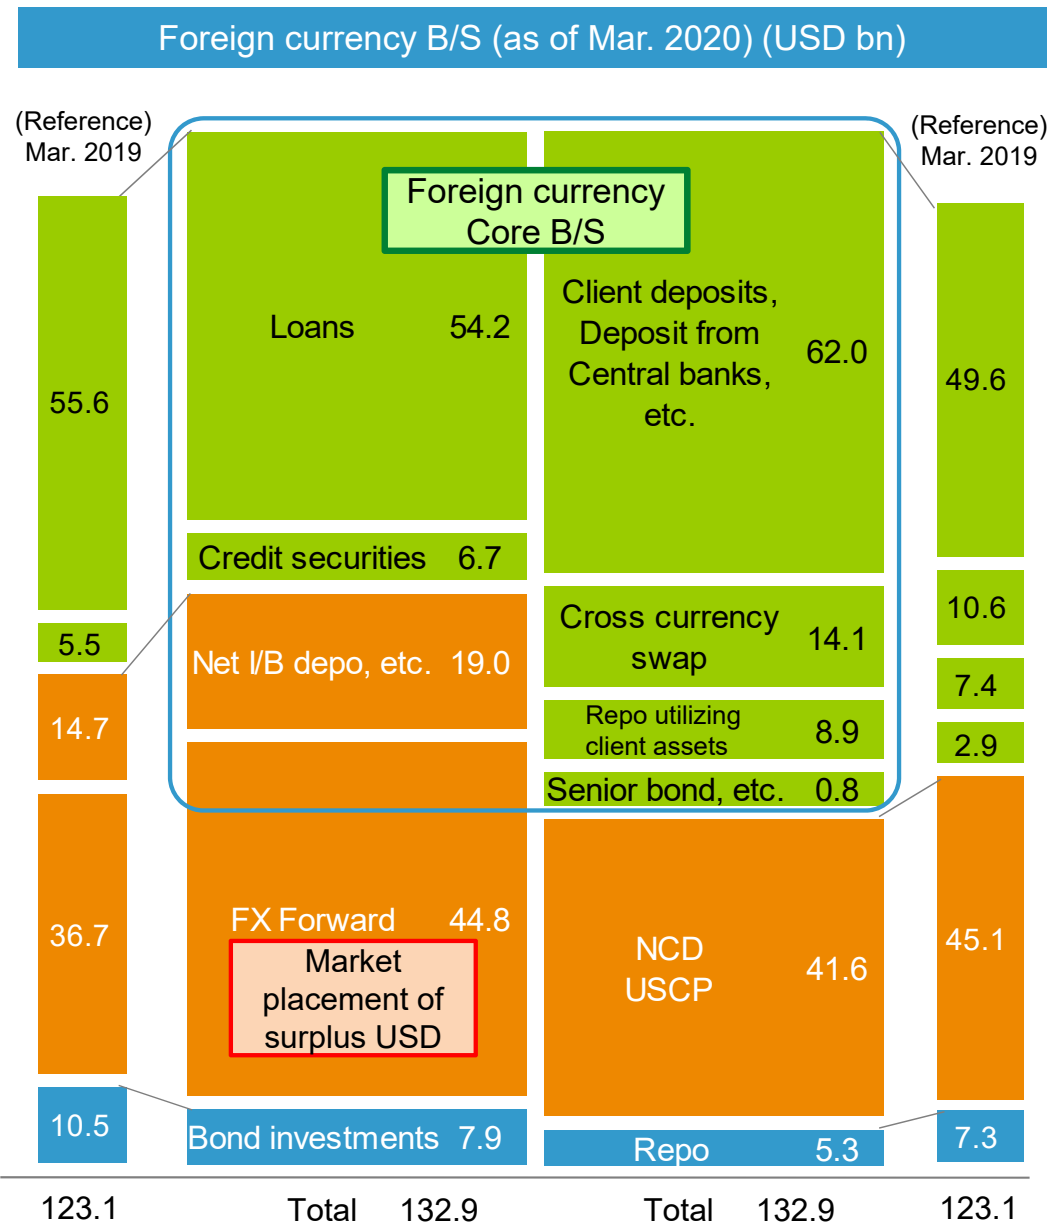 Foreign currency B/S (as of Mar. 2020) (USD bn)
(Reference)
Mar. 2019
55.6
5.5
14.7
36.7
10.5
123.1
Foreign currency
Core B/S
Loans 54.2
Credit securities 6.7
Net I/B depo, etc. 19.0
FX Forward 44.8
Market
placement of
surplus USD
Bond investments 7.9
Total 132.9
Client deposits,
Deposit from
Central banks,
etc.
62.0
Cross currency
swap
14.1
Repo utilizing
client assets
8.9
Senior bond, etc. 0.8
NCD
USCP
41.6
Repo 5.3
Total 132.9
(Reference)
Mar. 2019
49.6
10.6
7.4
2.9
45.1
7.3
123.1